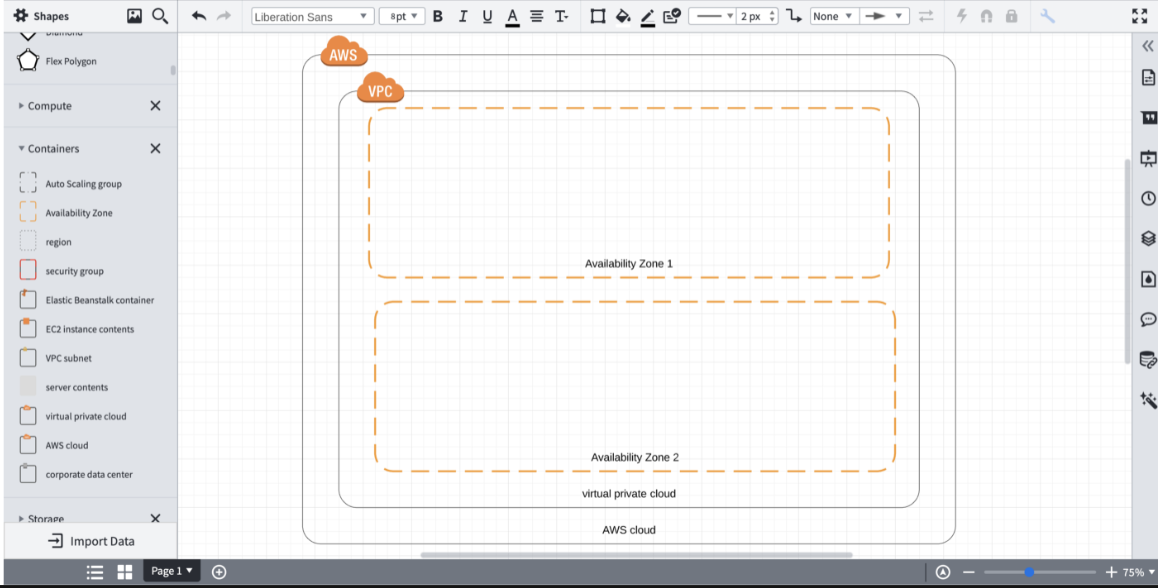 Shapes
Liberation Sans
8pt
B I U A T
2 px
None
Diamond
Flex Polygon
Compute
Containers
Auto Scaling group
Availability Zone
region
security group
Elastic Beanstalk container
EC2 instance contents
VPC subnet
server contents
virtual private cloud
AWS cloud
corporate data center
Storage
Import Data
AWS
VPC
Availability Zone 1
Availability Zone 2
virtual private cloud
AWS cloud
Page 1
75%